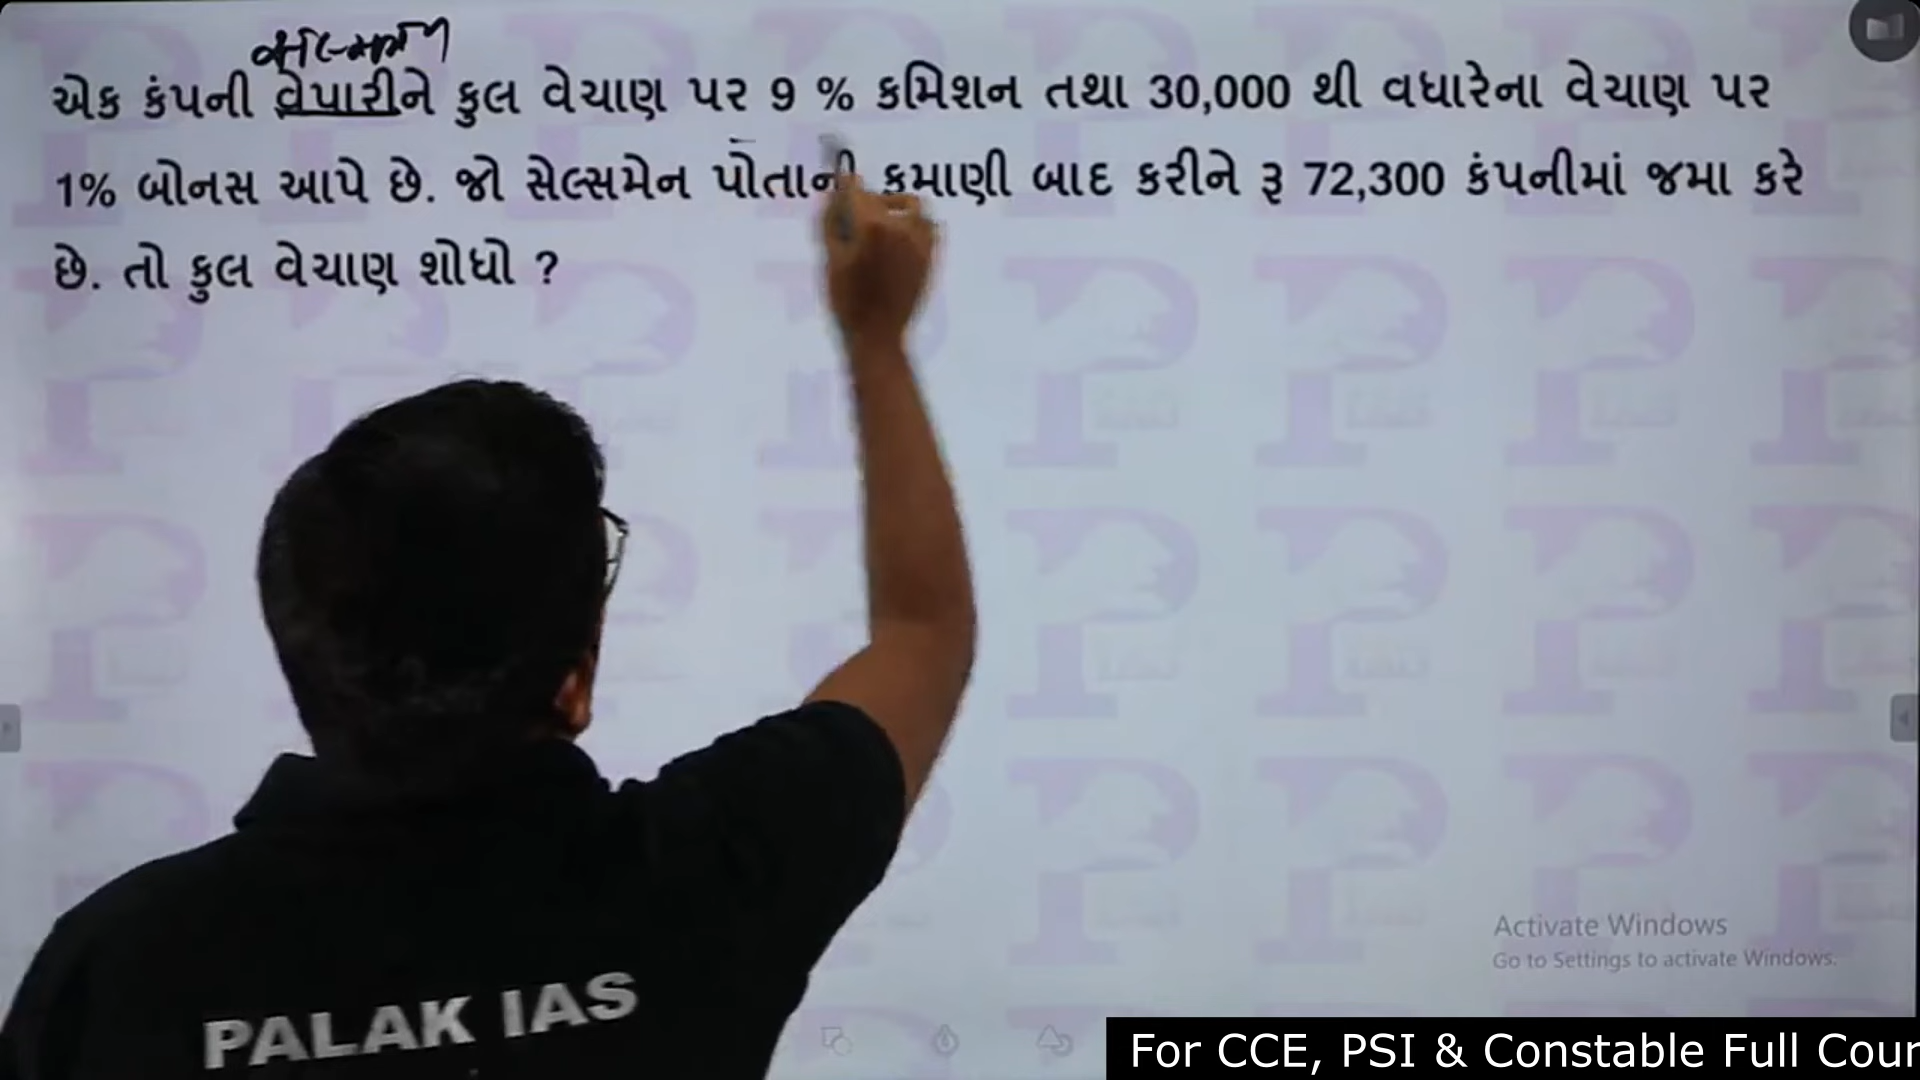 સેલ્સમેન
એક કંપની વેપારીને કુલ વેચાણ પર 9 % કમિશન તથા 30,000 થી વધારેના વેચાણ પર
1% બોનસ આપે છે. જો સેલ્સમેન પોતાની કમાણી બાદ કરીને રૂ 72,300 કંપનીમાં જમા કરે
છે. તો કુલ વેચાણ શોધો ?
PALAK IAS
Activate Windows
Go to Settings to activate Windows.
For CCE, PSI & Constable Full Cour